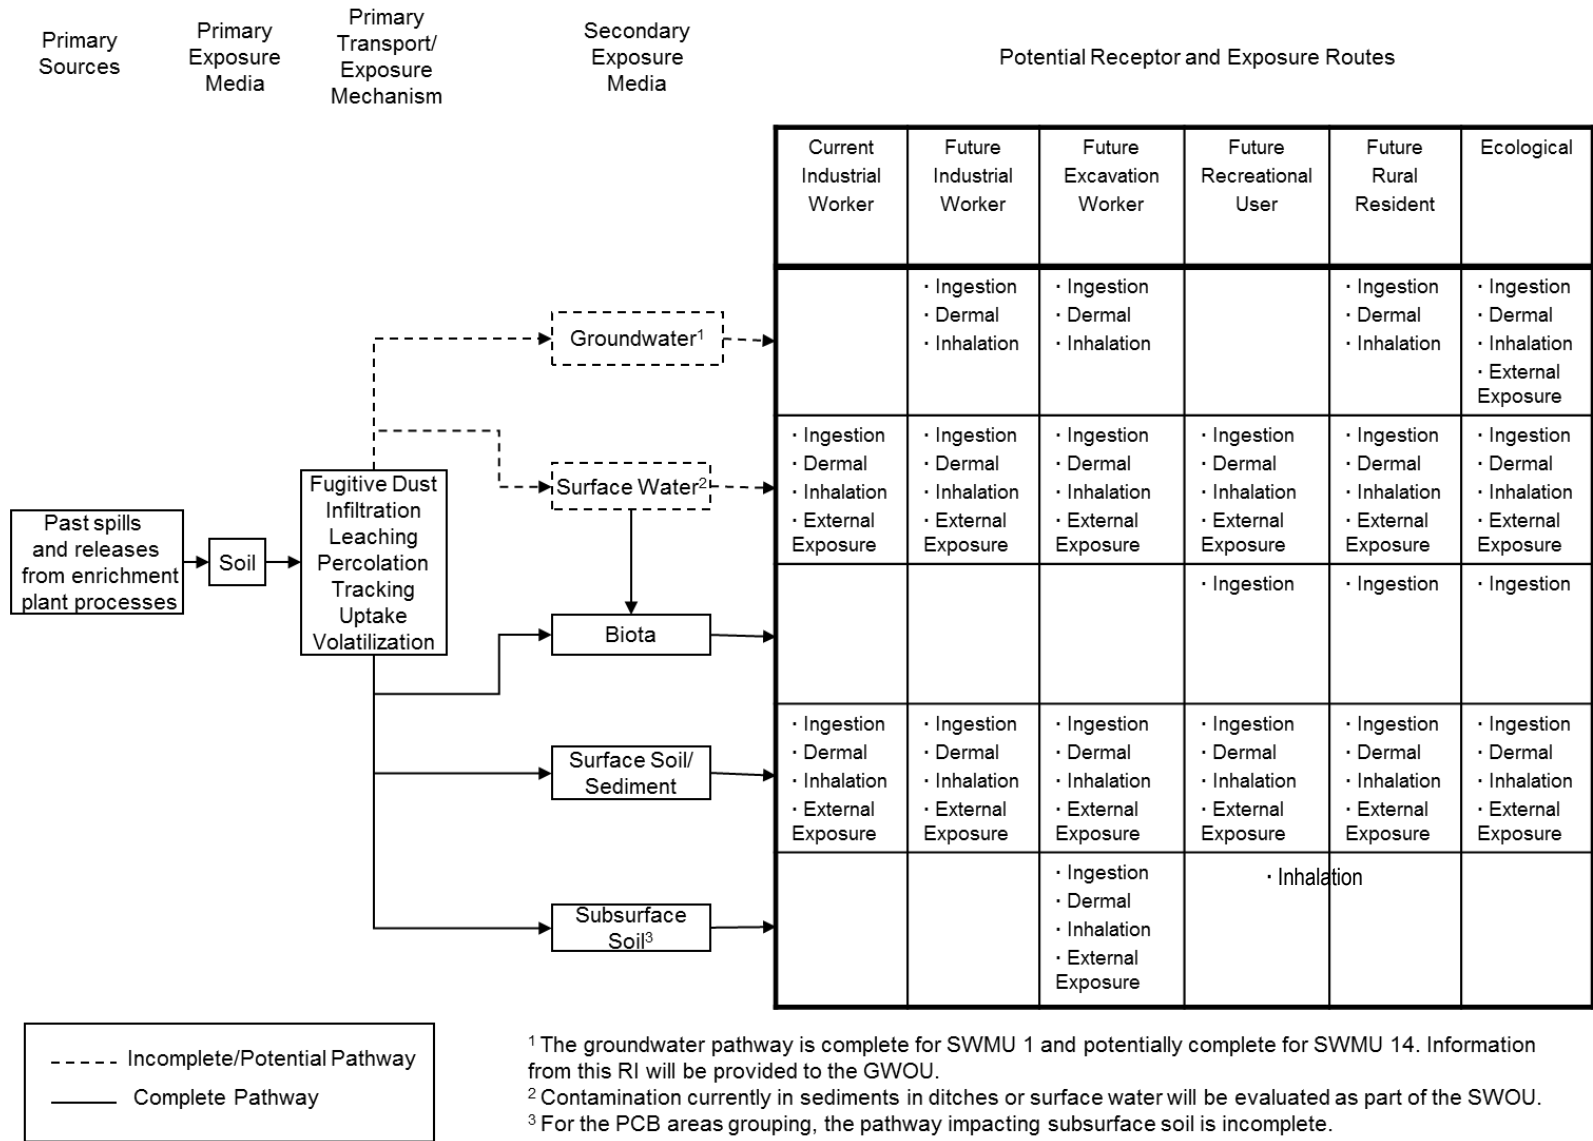 Primary
Sources
Primary
Exposure
Media
Primary
Transport/
Exposure
Mechanism
Secondary
Exposure
Media
Potential Receptor and Exposure Routes
Current
Industrial
Worker
Future
Industrial
Worker
Future
Excavation
Worker
Future
Recreational
User
Future
Rural
Resident
Ecological
Past spills
and releases
from enrichment
plant processes
Soil
Fugitive Dust
Infiltration
Leaching
Percolation
Tracking
Uptake
Volatilization
Groundwater¹
· Ingestion
· Dermal
· Inhalation
· Ingestion
· Dermal
· Inhalation
· Ingestion
· Dermal
· Inhalation
· Ingestion
· Dermal
· Inhalation
· External
Exposure
Surface Water²
· Ingestion
· Dermal
· Inhalation
· External
Exposure
· Ingestion
· Dermal
· Inhalation
· External
Exposure
· Ingestion
· Dermal
· Inhalation
· External
Exposure
· Ingestion
· Dermal
· Inhalation
· External
Exposure
· Ingestion
· Dermal
· Inhalation
· External
Exposure
· Ingestion
· Dermal
· Inhalation
· External
Exposure
Biota
· Ingestion
· Ingestion
· Ingestion
Surface Soil/
Sediment
· Ingestion
· Dermal
· Inhalation
· External
Exposure
· Ingestion
· Dermal
· Inhalation
· External
Exposure
· Ingestion
· Dermal
· Inhalation
· External
Exposure
· Ingestion
· Dermal
· Inhalation
· External
Exposure
· Ingestion
· Dermal
· Inhalation
· External
Exposure
· Ingestion
· Dermal
· Inhalation
· External
Exposure
Subsurface
Soil³
· Ingestion
· Dermal
· Inhalation
· External
Exposure
· Inhalation
Incomplete/Potential Pathway
Complete Pathway
¹ The groundwater pathway is complete for SWMU 1 and potentially complete for SWMU 14. Information
from this RI will be provided to the GWOU.
² Contamination currently in sediments in ditches or surface water will be evaluated as part of the SWOU.
³ For the PCB areas grouping, the pathway impacting subsurface soil is incomplete.